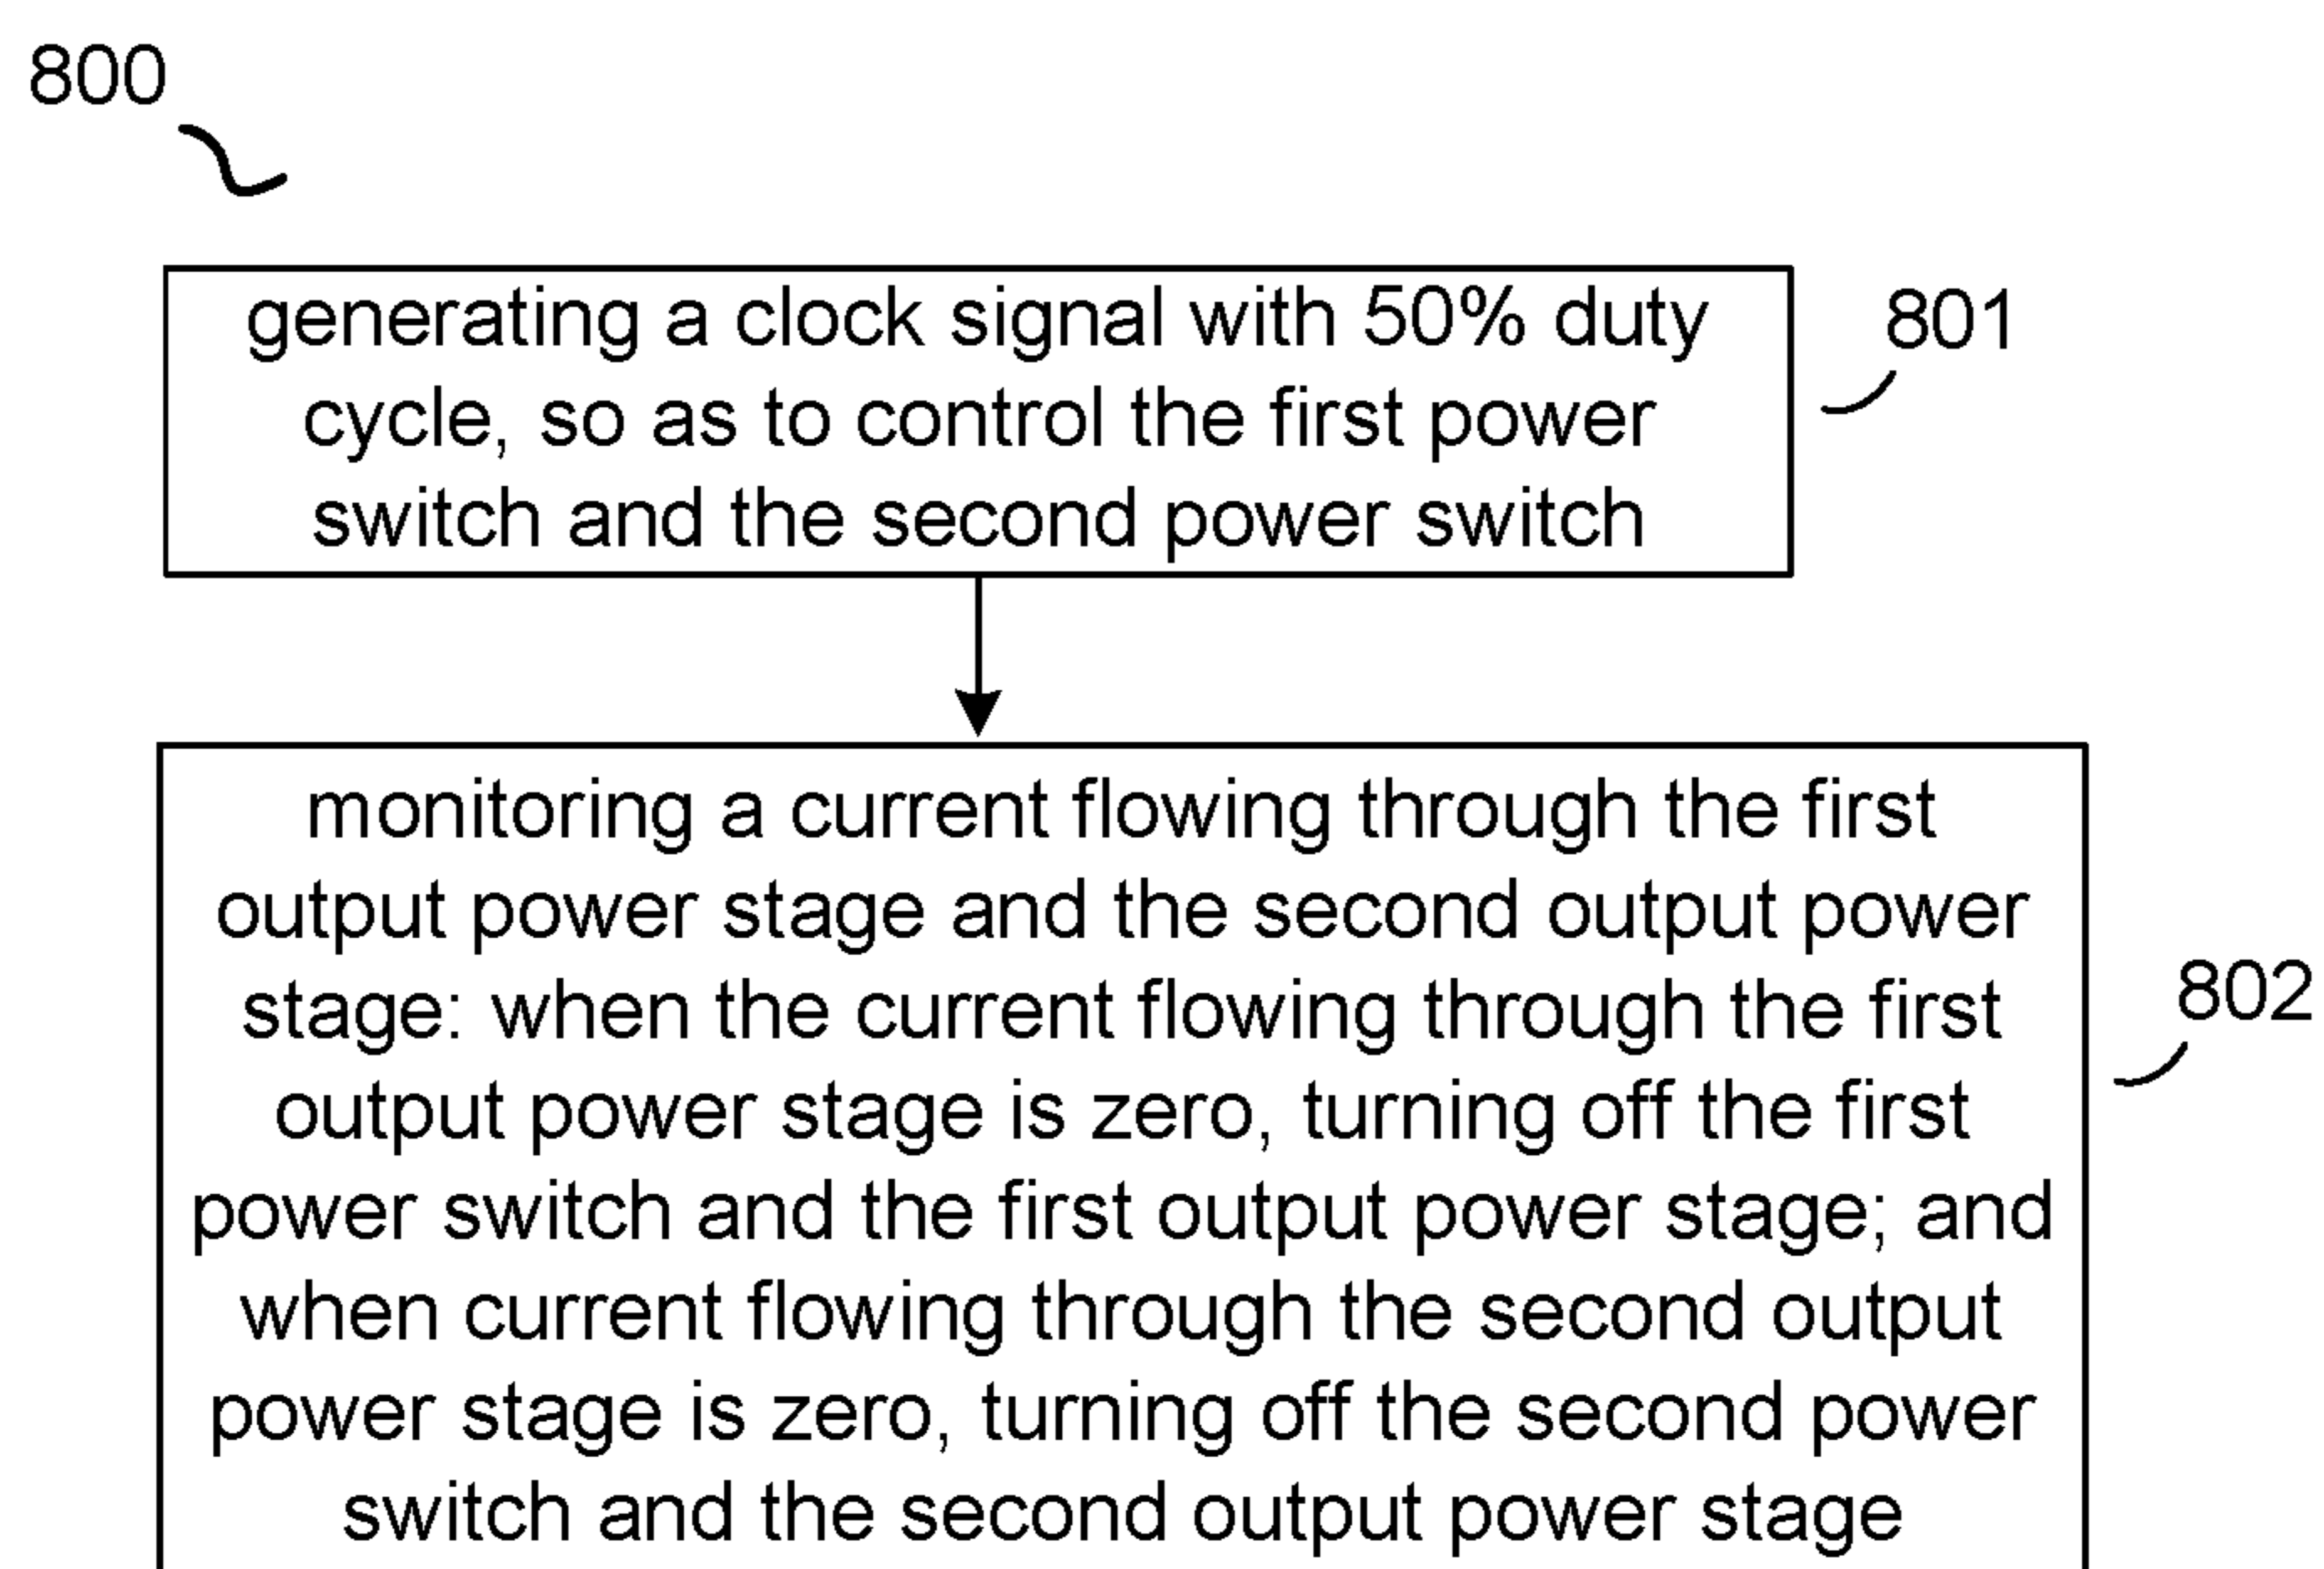 800
generating a clock signal with 50% duty
cycle, so as to control the first power
switch and the second power switch
801
monitoring a current flowing through the first
output power stage and the second output power
stage: when the current flowing through the first
output power stage is zero, turning off the first
power switch and the first output power stage; and
when current flowing through the second output
power stage is zero, turning off the second power
switch and the second output power stage
802